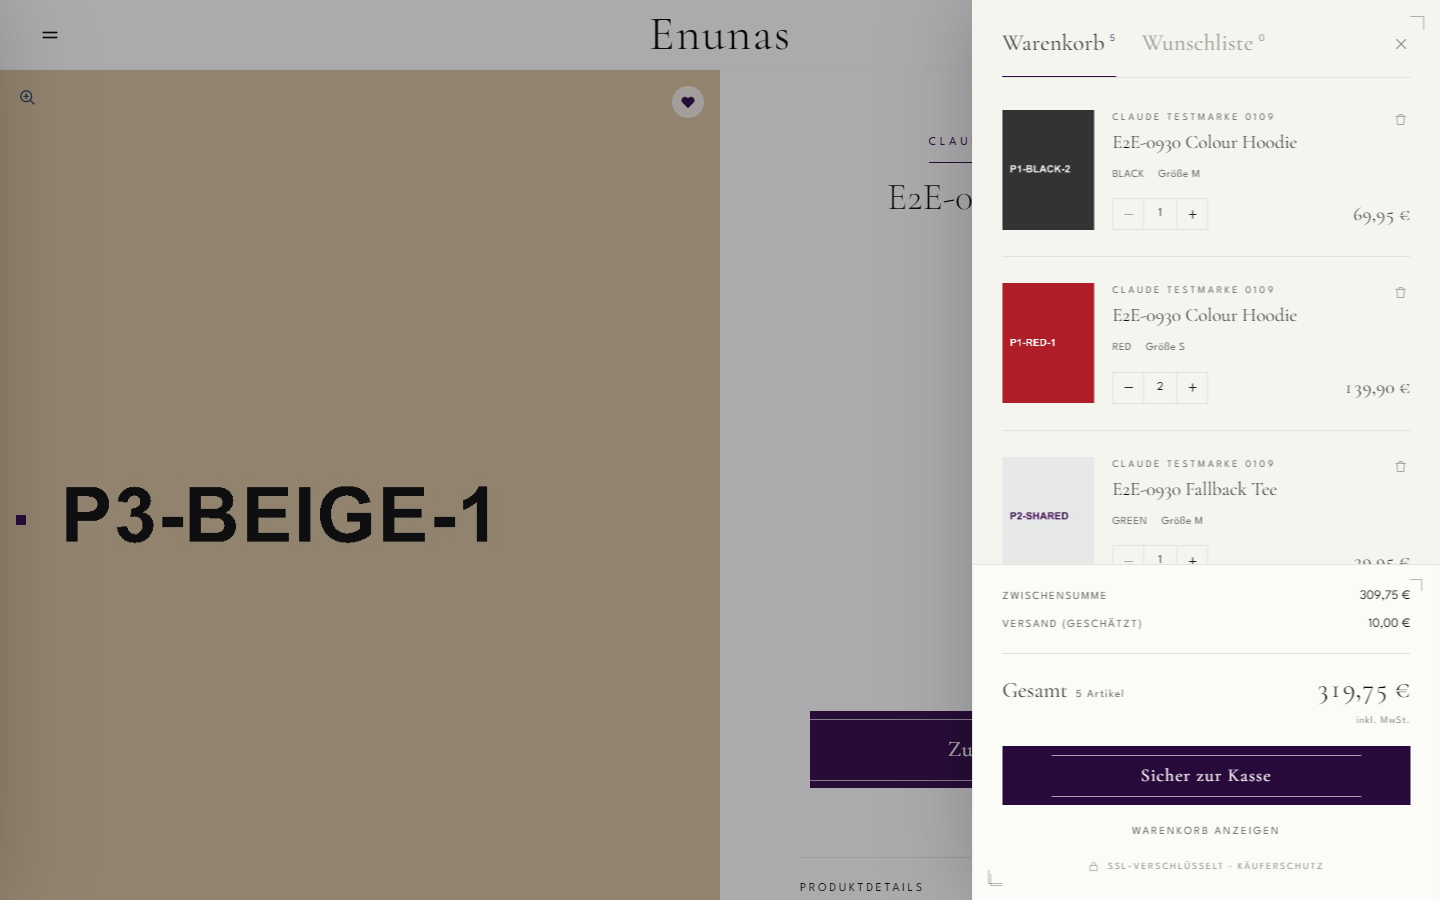 Enunas
CLAU
E2E-0
P3-BEIGE-1
Zu
PRODUKTDETAILS
Warenkorb 5 Wunschliste 0
P1-BLACK-2
CLAUDE TESTMARKE 0109
E2E-0930 Colour Hoodie
BLACK Größe M
− 1 + 69,95 €
P1-RED-1
CLAUDE TESTMARKE 0109
E2E-0930 Colour Hoodie
RED Größe S
− 2 + 139,90 €
P2-SHARED
CLAUDE TESTMARKE 0109
E2E-0930 Fallback Tee
GREEN Größe M
− 1 +
ZWISCHENSUMME 309,75 €
VERSAND (GESCHÄTZT) 10,00 €
Gesamt 5 Artikel 319,75 €
inkl. MwSt.
Sicher zur Kasse
WARENKORB ANZEIGEN
SSL-VERSCHLÜSSELT - KÄUFERSCHUTZ